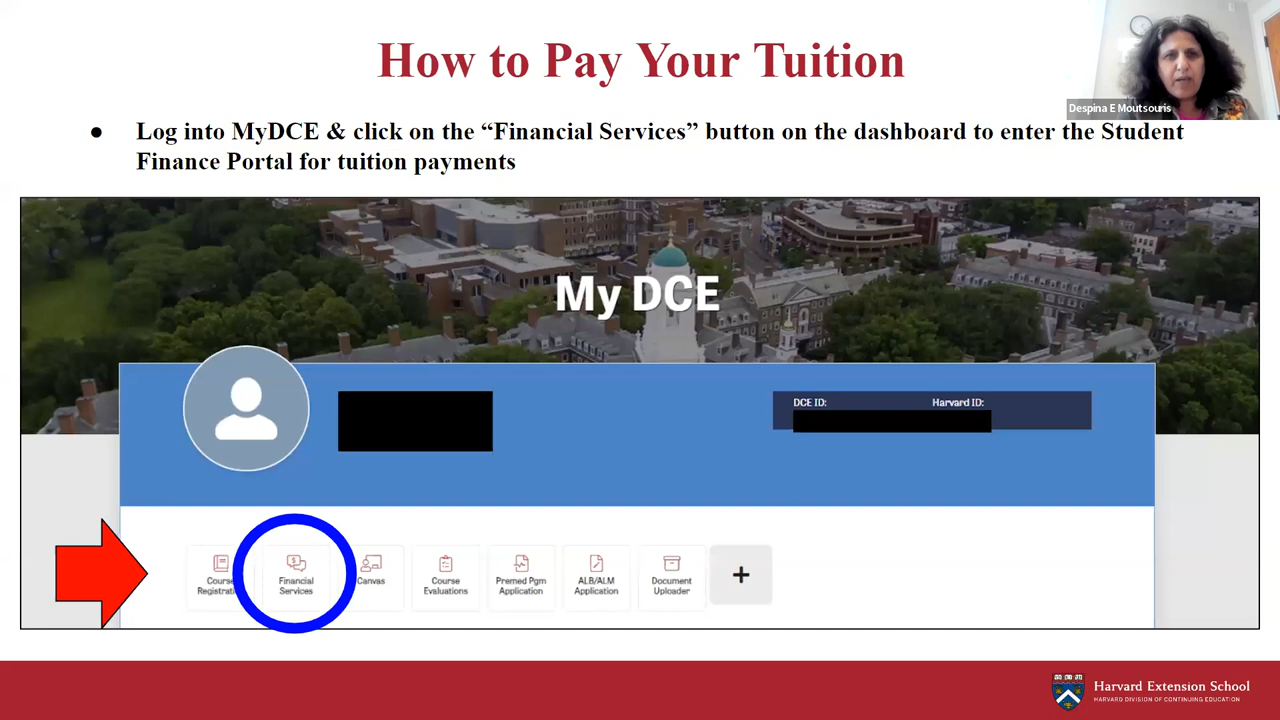 How to Pay Your Tuition
Despina E Moutsouris
● Log into MyDCE & click on the “Financial Services” button on the dashboard to enter the Student
Finance Portal for tuition payments
My DCE
DCE ID:
Harvard ID:
Course
Financial
Services
Canvas
Course
Evaluations
Premed Pgm
Application
ALB/ALM
Application
Document
Uploader
+
Harvard Extension School
HARVARD DIVISION OF CONTINUING EDUCATION